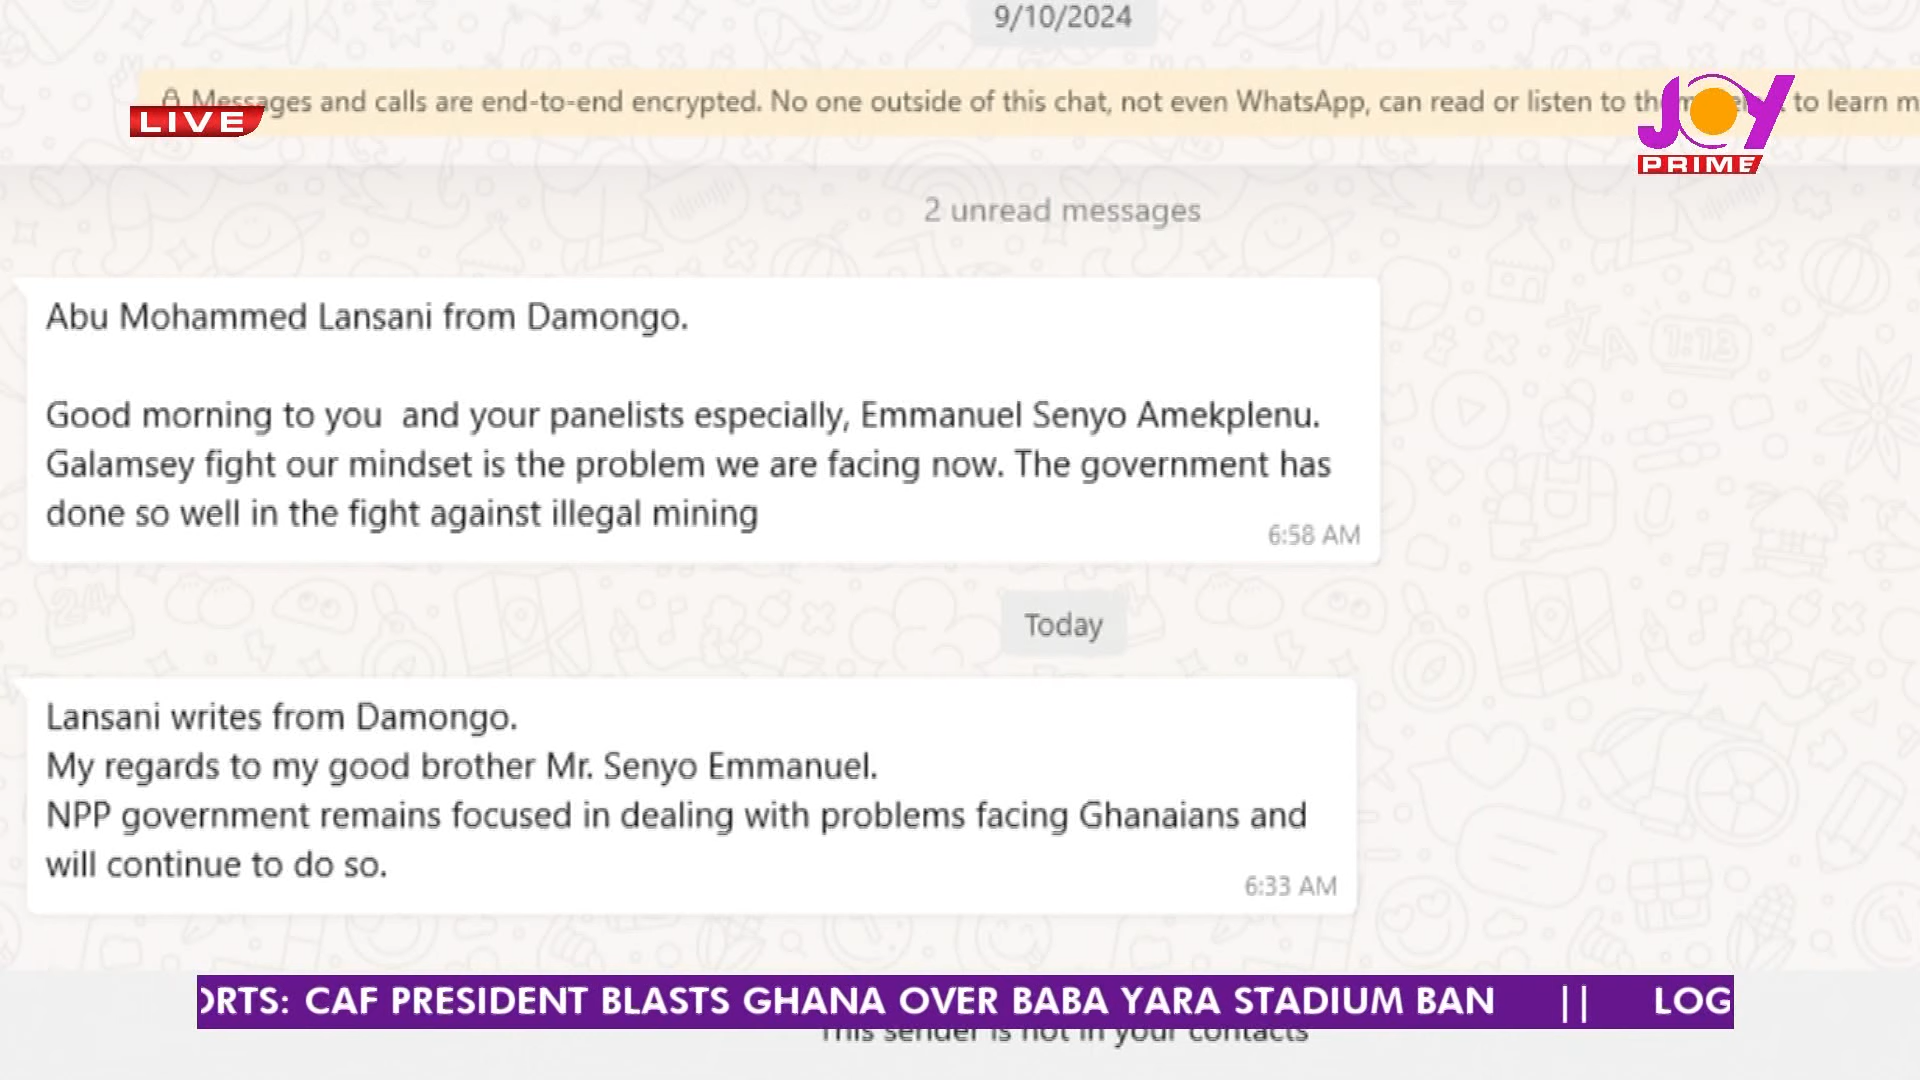 9/10/2024
Messages and calls are end-to-end encrypted. No one outside of this chat, not even WhatsApp, can read or listen to to learn
LIVE
JOY
PRIME
2 unread messages
Abu Mohammed Lansani from Damongo.
Good morning to you and your panelists especially, Emmanuel Senyo Amekplenu.
Galamsey fight our mindset is the problem we are facing now. The government has
done so well in the fight against illegal mining
6:58 AM
Today
Lansani writes from Damongo.
My regards to my good brother Mr. Senyo Emmanuel.
NPP government remains focused in dealing with problems facing Ghanaians and
will continue to do so.
6:33 AM
ORTS: CAF PRESIDENT BLASTS GHANA OVER BABA YARA STADIUM BAN || LOG
This sender is not in your contacts